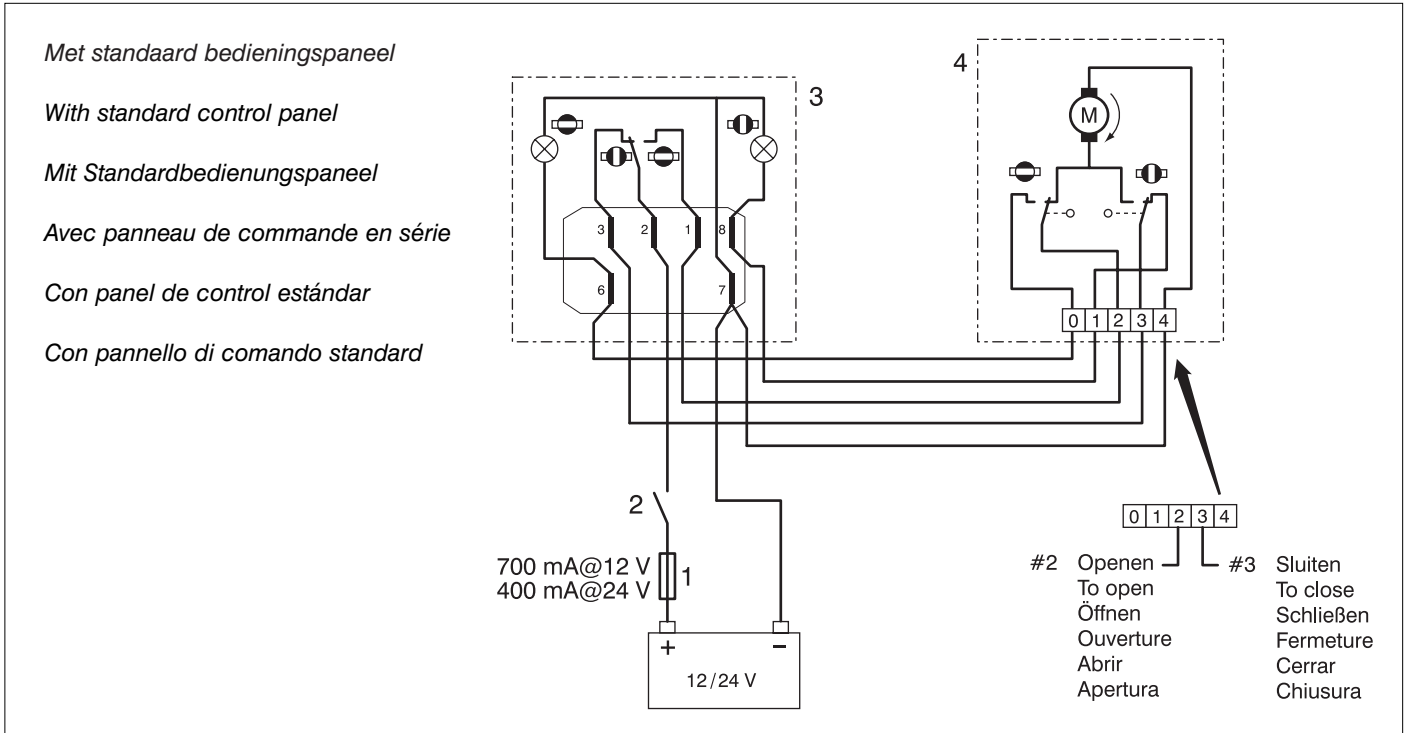 Met standaard bedieningspaneel
With standard control panel
Mit Standardbedienungspaneel
Avec panneau de commande en série
Con panel de control estándar
Con pannello di comando standard
3
3 2 1 8
6 7
4
M
0 1 2 3 4
2
700 mA@12 V
400 mA@24 V
1
+ −
12/24 V
0 1 2 3 4
#2 Openen
To open
Öffnen
Ouverture
Abrir
Apertura
#3 Sluiten
To close
Schließen
Fermeture
Cerrar
Chiusura